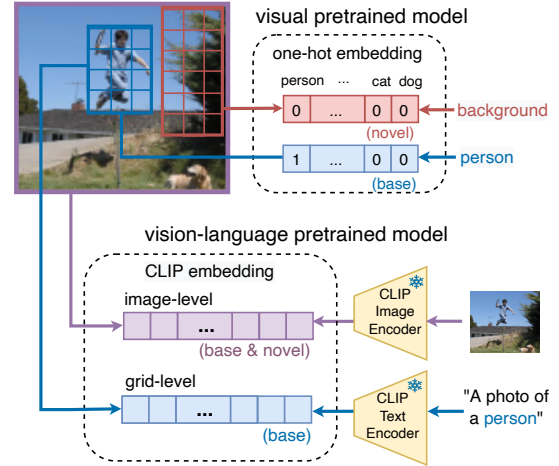 visual pretrained model
one-hot embedding
person ... cat dog
0 ... 0 0
background
(novel)
1 ... 0 0
person
(base)
vision-language pretrained model
CLIP embedding
image-level
...
(base & novel)
CLIP
Image
Encoder
grid-level
...
(base)
CLIP
Text
Encoder
"A photo of
a person"